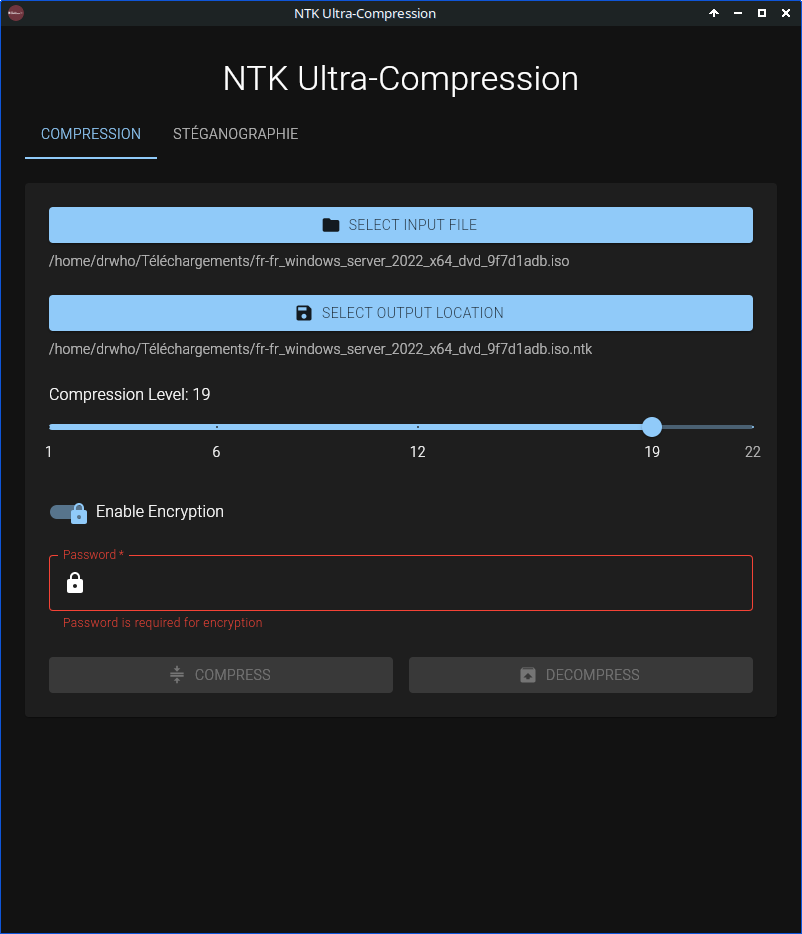 NTK Ultra-Compression
NTK Ultra-Compression
COMPRESSION STÉGANOGRAPHIE
SELECT INPUT FILE
/home/drwho/Téléchargements/fr-fr_windows_server_2022_x64_dvd_9f7d1adb.iso
SELECT OUTPUT LOCATION
/home/drwho/Téléchargements/fr-fr_windows_server_2022_x64_dvd_9f7d1adb.iso.ntk
Compression Level: 19
1 6 12 19 22
Enable Encryption
Password *
Password is required for encryption
COMPRESS DECOMPRESS